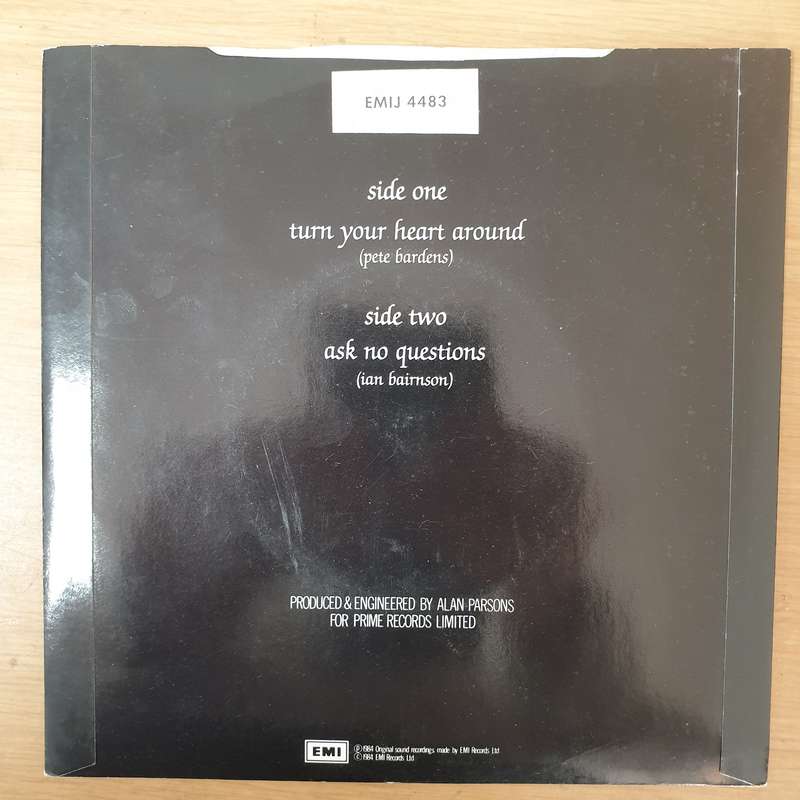 EMIJ 4483
side one
turn your heart around
(pete bardens)
side two
ask no questions
(ian bairnson)
PRODUCED & ENGINEERED BY ALAN PARSONS
FOR PRIME RECORDS LIMITED
EMI
Ⓟ 1984 Original sound recordings made by EMI Records Ltd
Ⓒ 1984 EMI Records Ltd